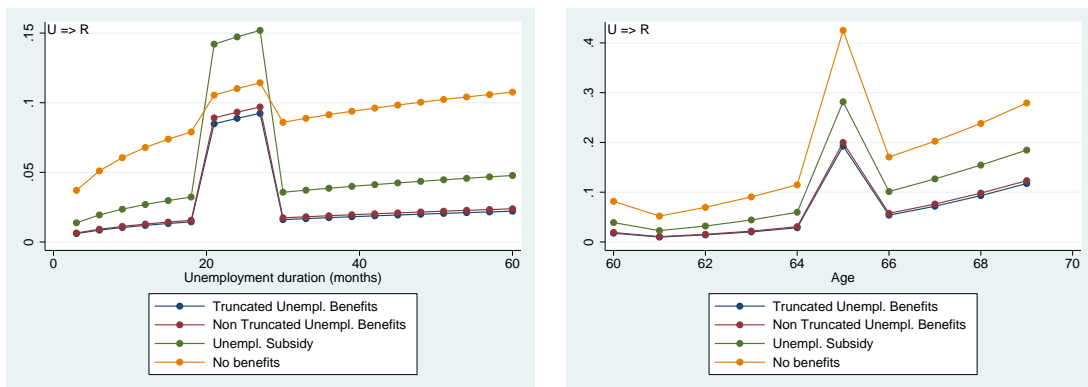 U => R
.15
.1
.05
0
0 20 40 60
Unemployment duration (months)
Truncated Unempl. Benefits
Non Truncated Unempl. Benefits
Unempl. Subsidy
No benefits
U => R
.4
.3
.2
.1
0
60 62 64 66 68 70
Age
Truncated Unempl. Benefits
Non Truncated Unempl. Benefits
Unempl. Subsidy
No benefits